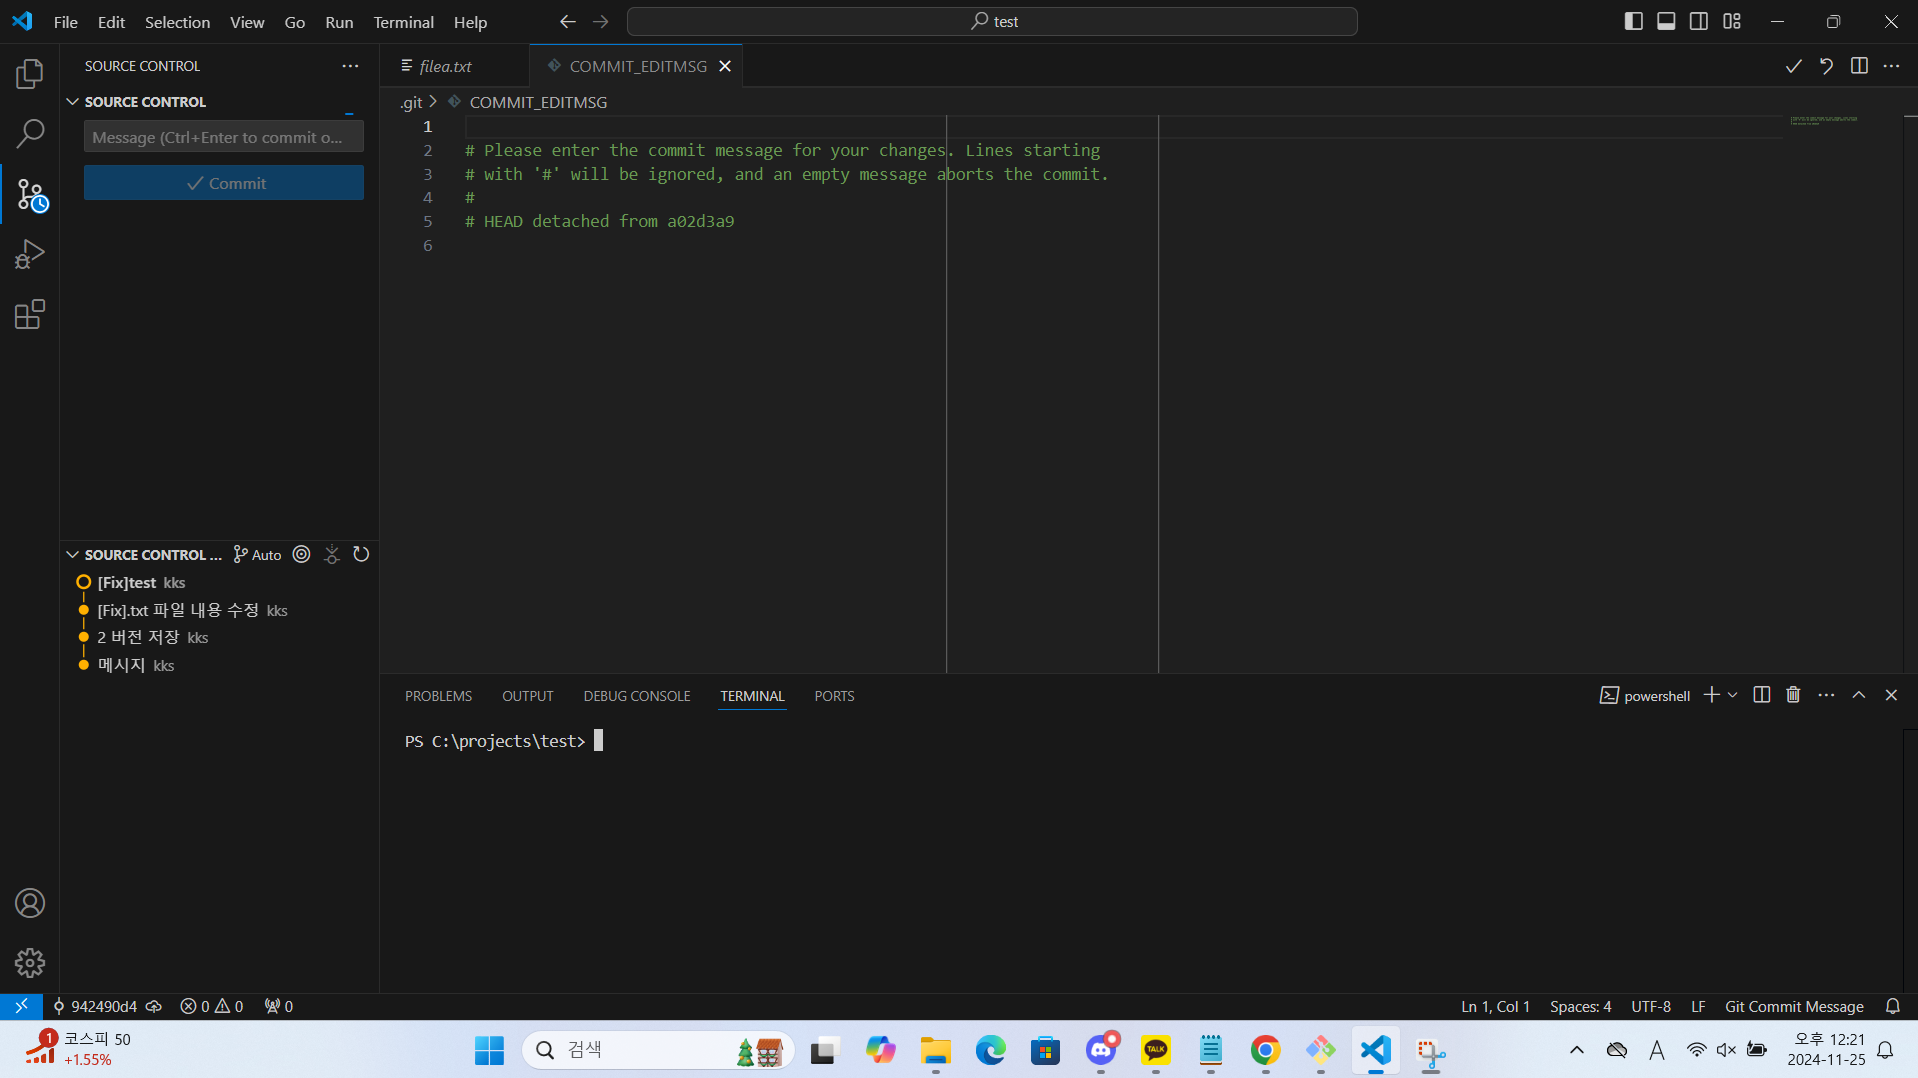 File Edit Selection View Go Run Terminal Help
test
SOURCE CONTROL
SOURCE CONTROL
Message (Ctrl+Enter to commit o...
Commit
filea.txt
COMMIT_EDITMSG
.git > COMMIT_EDITMSG
1
2 # Please enter the commit message for your changes. Lines starting
3 # with '#' will be ignored, and an empty message aborts the commit.
4 #
5 # HEAD detached from a02d3a9
6
SOURCE CONTROL ... Auto
[Fix]test kks
[Fix].txt 파일 내용 수정 kks
2 버전 저장 kks
메시지 kks
PROBLEMS OUTPUT DEBUG CONSOLE TERMINAL PORTS
powershell
PS C:\projects\test>
942490d4 0 0 0
Ln 1, Col 1 Spaces: 4 UTF-8 LF Git Commit Message
1
코스피 50
+1.55%
검색
TALK
A
오후 12:21
2024-11-25